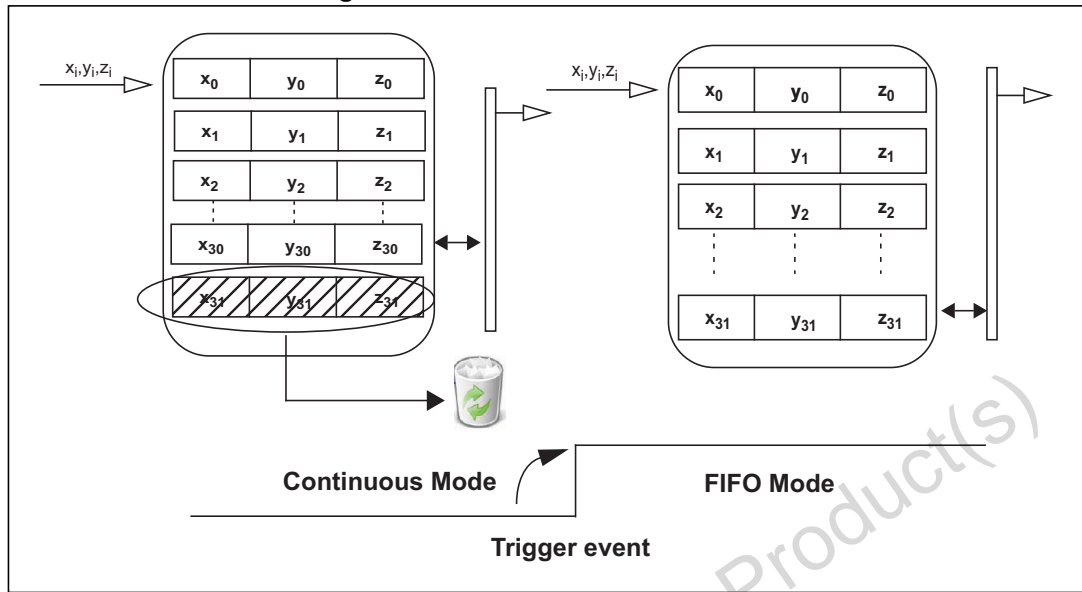 xᵢ,yᵢ,zᵢ
x₀ y₀ z₀
x₁ y₁ z₁
x₂ y₂ z₂
x₃₀ y₃₀ z₃₀
x₃₁ y₃₁ z₃₁
xᵢ,yᵢ,zᵢ
x₀ y₀ z₀
x₁ y₁ z₁
x₂ y₂ z₂
x₃₁ y₃₁ z₃₁
Continuous Mode
FIFO Mode
Trigger event
Product(s)